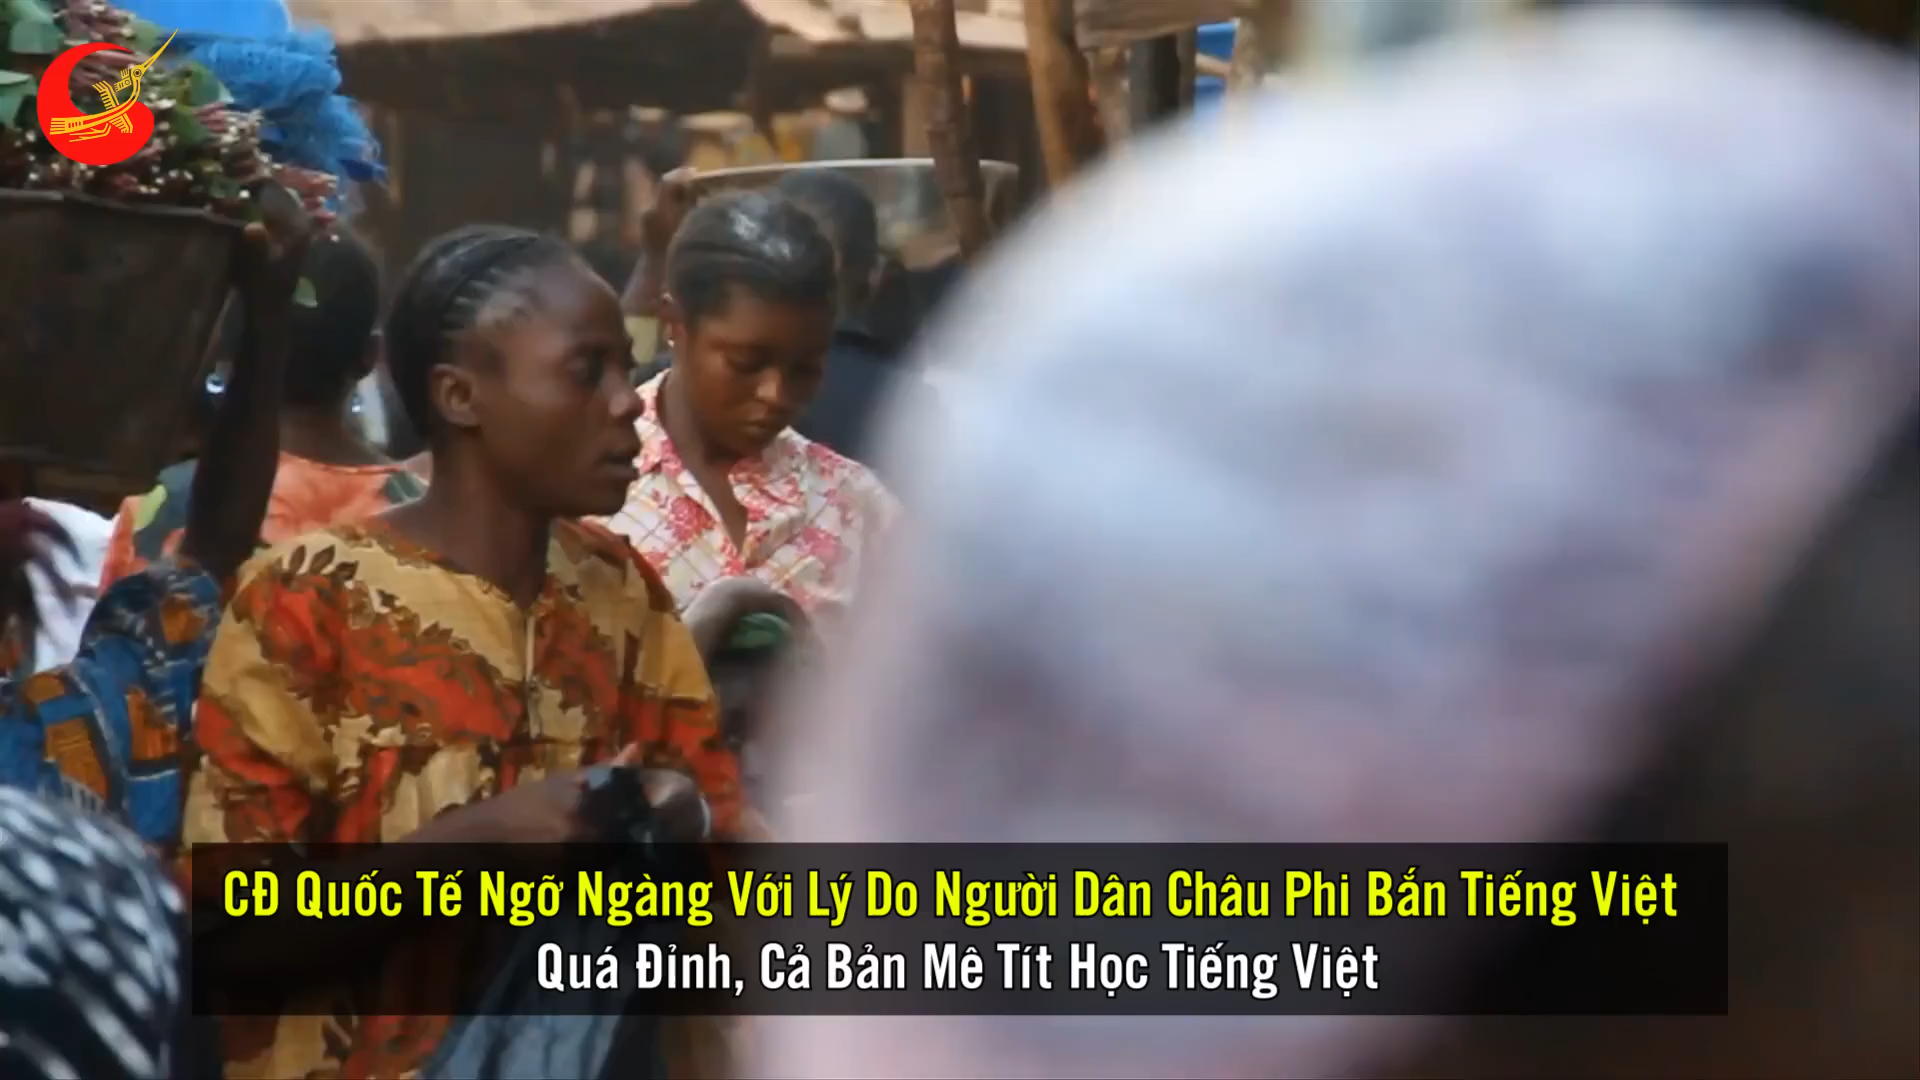 CĐ Quốc Tế Ngỡ Ngàng Với Lý Do Người Dân Châu Phi Bắn Tiếng Việt
Quá Đỉnh, Cả Bản Mê Tít Học Tiếng Việt